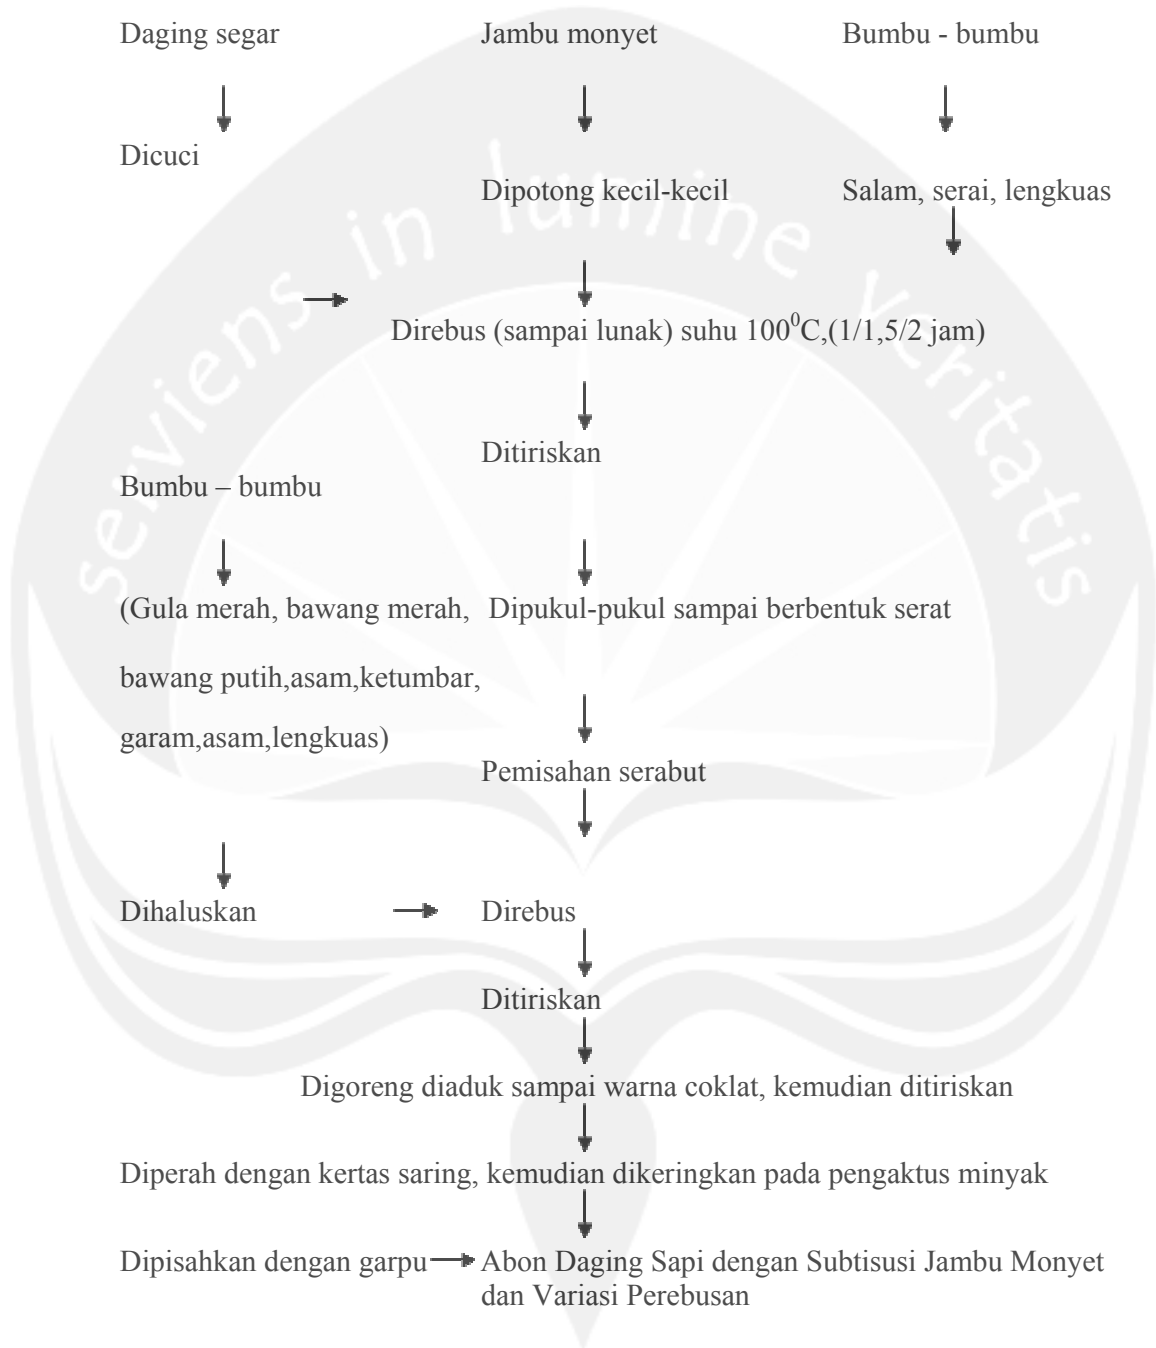 Daging segar
Jambu monyet
Bumbu - bumbu
Dicuci
Dipotong kecil-kecil
Salam, serai, lengkuas
Direbus (sampai lunak) suhu 100⁰C,(1/1,5/2 jam)
Ditiriskan
Bumbu – bumbu
(Gula merah, bawang merah,
bawang putih,asam,ketumbar,
garam,asam,lengkuas)
Dipukul-pukul sampai berbentuk serat
Pemisahan serabut
Dihaluskan
Direbus
Ditiriskan
Digoreng diaduk sampai warna coklat, kemudian ditiriskan
Diperah dengan kertas saring, kemudian dikeringkan pada pengaktus minyak
Dipisahkan dengan garpu
Abon Daging Sapi dengan Subtisusi Jambu Monyet
dan Variasi Perebusan
serviens in lumine veritatis